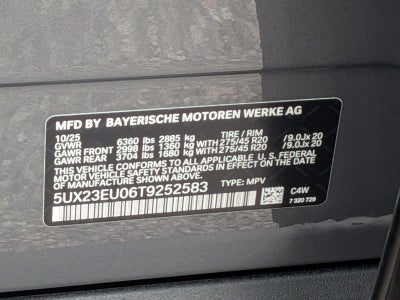 MFD BY BAYERISCHE MOTOREN WERKE AG
10/25 TIRE / RIM
GVWR 6360 lbs 2885 kg
GAWR FRONT 2998 lbs 1360 kg WITH 275/45 R20 / 9.0Jx 20
GAWR REAR 3704 lbs 1680 kg WITH 275/45 R20 / 9.0Jx 20
THIS VEHICLE CONFORMS TO ALL APPLICABLE U.S. FEDERAL
MOTOR VEHICLE SAFETY STANDARDS IN EFFECT ON THE DATE
OF MANUFACTURE SHOWN ABOVE.
5UX23EU06T9252583 TYPE: MPV C4W
7 320 729